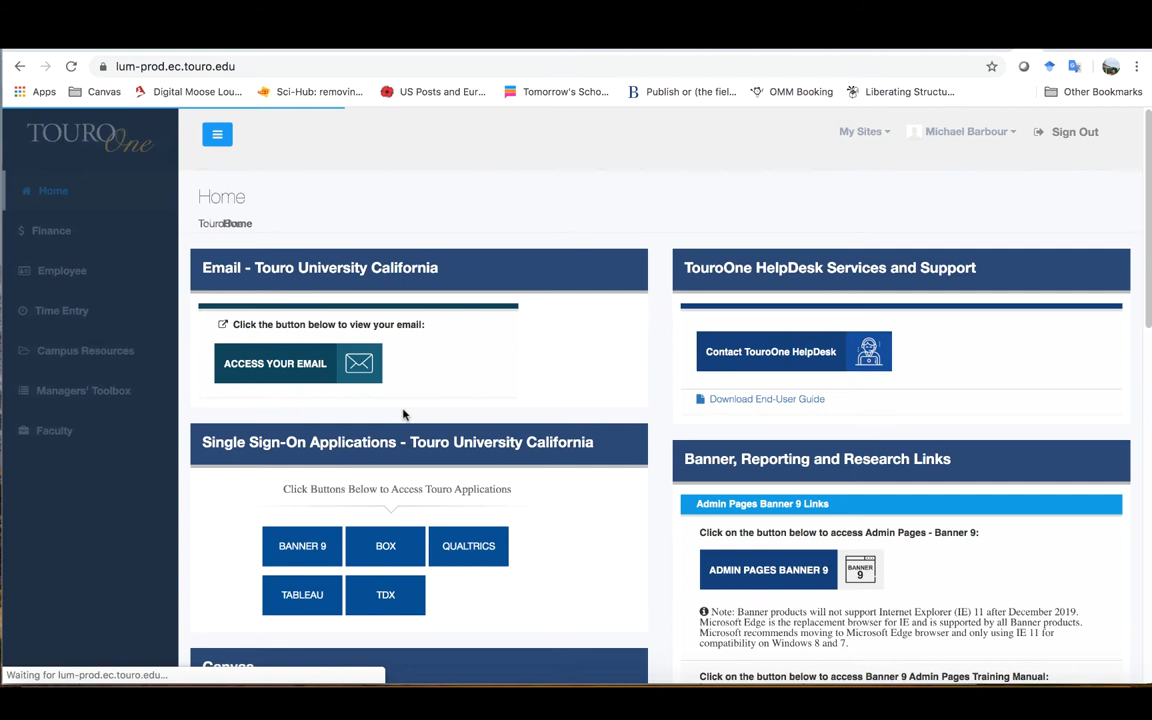 lum-prod.ec.touro.edu
Apps Canvas Digital Moose Lou... Sci-Hub: removin... US Posts and Eur... Tomorrow's Scho... B Publish or (the fiel... OMM Booking Liberating Structu... Other Bookmarks
TOURO One
My Sites Michael Barbour Sign Out
Home
Finance
Employee
Time Entry
Campus Resources
Managers' Toolbox
Faculty
Home
Home
Email - Touro University California
Click the button below to view your email:
ACCESS YOUR EMAIL
Single Sign-On Applications - Touro University California
Click Buttons Below to Access Touro Applications
BANNER 9 BOX QUALTRICS
TABLEAU TDX
Canvas
TouroOne HelpDesk Services and Support
Contact TouroOne HelpDesk
Download End-User Guide
Banner, Reporting and Research Links
Admin Pages Banner 9 Links
Click on the button below to access Admin Pages - Banner 9:
ADMIN PAGES BANNER 9
BANNER
9
Note: Banner products will not support Internet Explorer (IE) 11 after December 2019.
Microsoft Edge is the replacement browser for IE and is supported by all Banner products.
Microsoft recommends moving to Microsoft Edge browser and only using IE 11 for
compatibility on Windows 8 and 7.
Click on the button below to access Banner 9 Admin Pages Training Manual:
Waiting for lum-prod.ec.touro.edu...